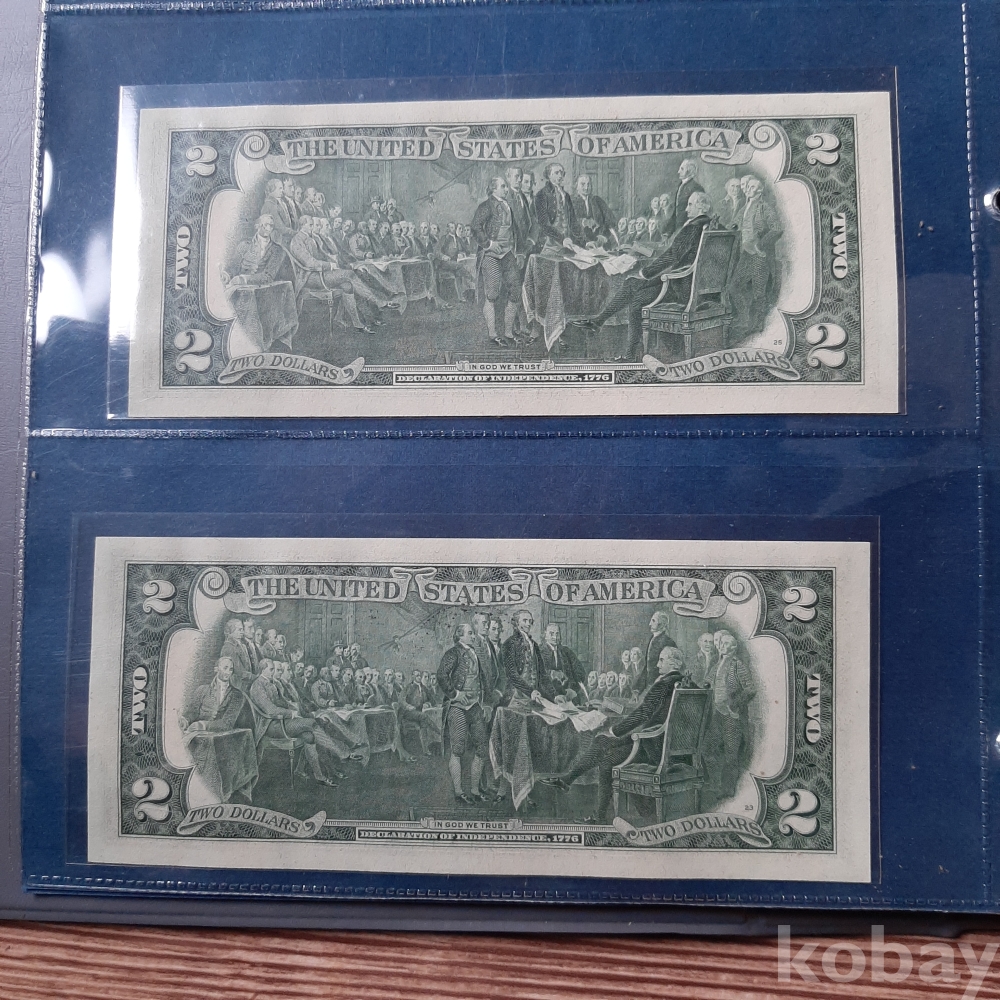 THE UNITED STATES OF AMERICA
2 2
TWO TWO
2 2
26
TWO DOLLARS IN GOD WE TRUST TWO DOLLARS
DECLARATION OF INDEPENDENCE, 1776
THE UNITED STATES OF AMERICA
2 2
TWO TWO
2 2
23
TWO DOLLARS IN GOD WE TRUST TWO DOLLARS
DECLARATION OF INDEPENDENCE, 1776
kobay